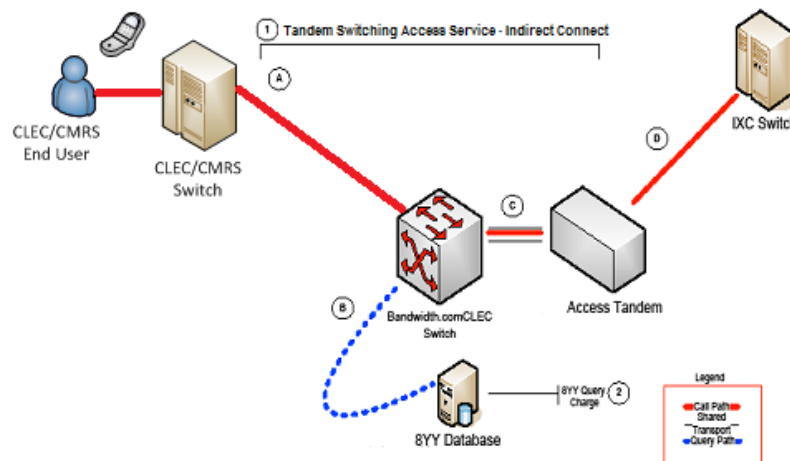 1 Tandem Switching Access Service - Indirect Connect
A
CLEC/CMRS
End User
CLEC/CMRS
Switch
IXC Switch
D
C
Access Tandem
B
Bandwidth.comCLEC
Switch
8YY Query
Charge
2
8YY Database
Legend
Call Path
Shared
Transport
Query Path